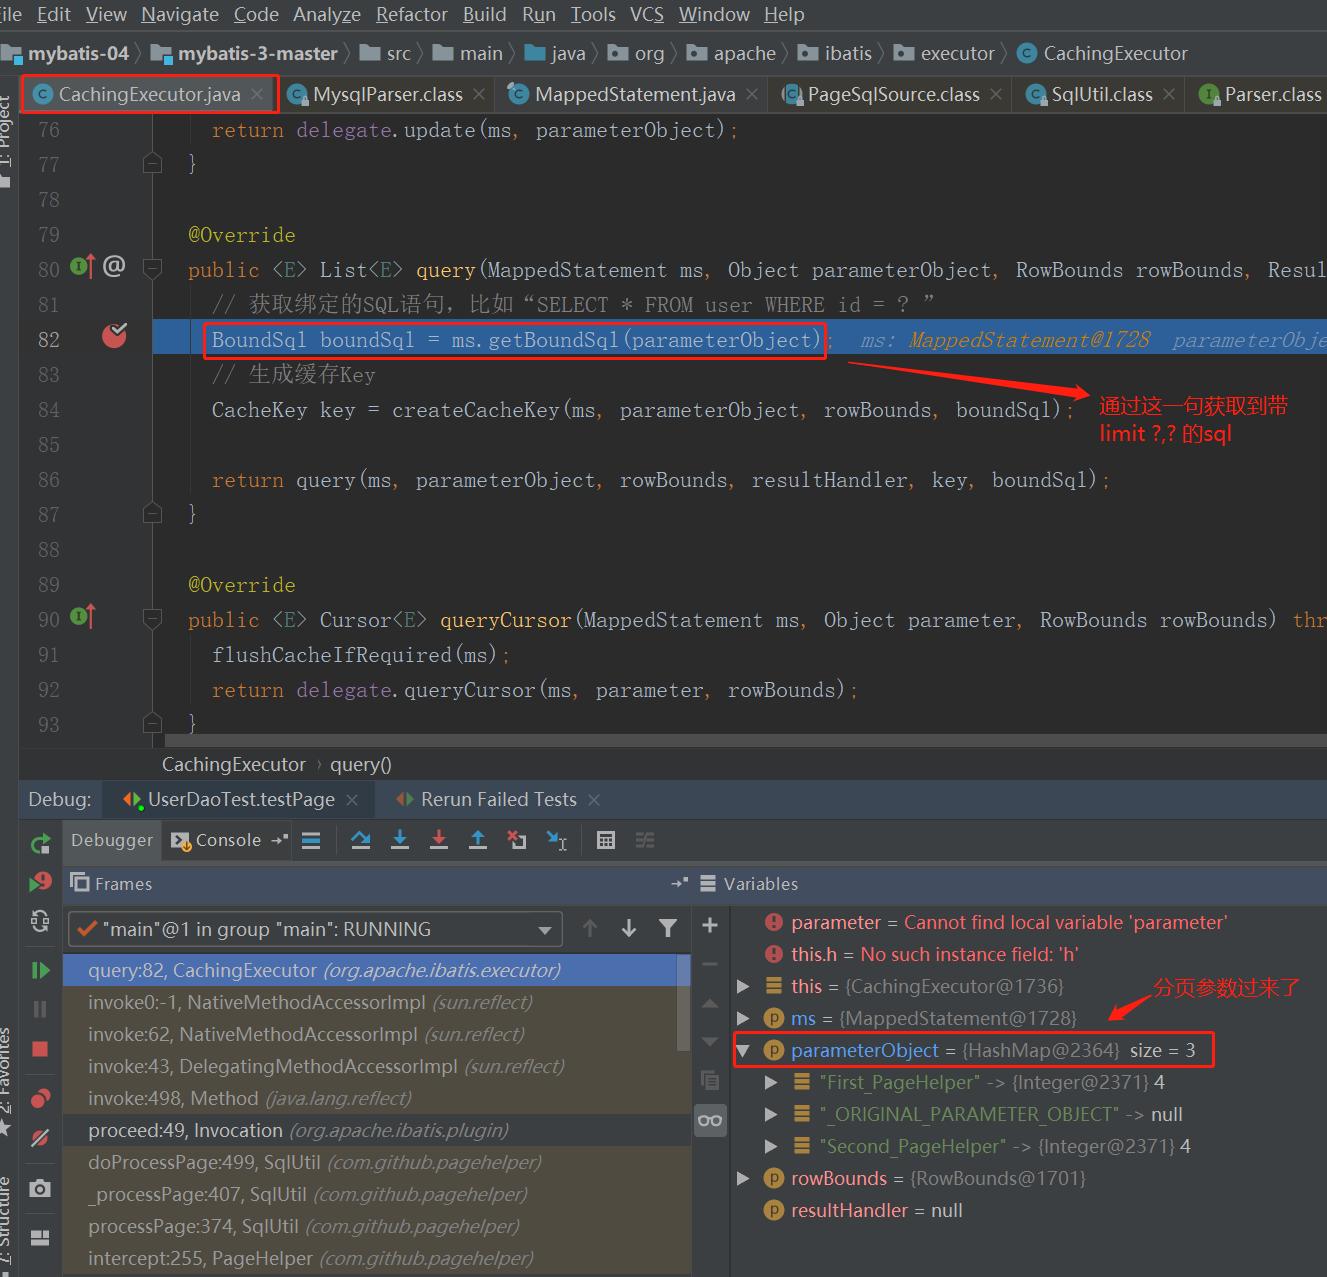 ile Edit View Navigate Code Analyze Refactor Build Run Tools VCS Window Help
mybatis-04 mybatis-3-master src main java org apache ibatis executor CachingExecutor
CachingExecutor.java MysqlParser.class MappedStatement.java PageSqlSource.class SqlUtil.class Parser.class
1: Project
76 return delegate.update(ms, parameterObject);
77 }
78
79 @Override
80 @ public <E> List<E> query(MappedStatement ms, Object parameterObject, RowBounds rowBounds, Resul
81 // 获取绑定的SQL语句，比如“SELECT * FROM user WHERE id = ? ”
82 BoundSql boundSql = ms.getBoundSql(parameterObject); ms: MappedStatement@1728 parameterObje
83 // 生成缓存Key
84 CacheKey key = createCacheKey(ms, parameterObject, rowBounds, boundSql);
通过这一句获取到带
limit ?,? 的sql
85
86 return query(ms, parameterObject, rowBounds, resultHandler, key, boundSql);
87 }
88
89 @Override
90 public <E> Cursor<E> queryCursor(MappedStatement ms, Object parameter, RowBounds rowBounds) thr
91 flushCacheIfRequired(ms);
92 return delegate.queryCursor(ms, parameter, rowBounds);
93 }
CachingExecutor › query()
Debug: UserDaoTest.testPage Rerun Failed Tests
Debugger Console
Frames
Variables
"main"@1 in group "main": RUNNING
query:82, CachingExecutor (org.apache.ibatis.executor)
invoke0:-1, NativeMethodAccessorImpl (sun.reflect)
invoke:62, NativeMethodAccessorImpl (sun.reflect)
invoke:43, DelegatingMethodAccessorImpl (sun.reflect)
invoke:498, Method (java.lang.reflect)
proceed:49, Invocation (org.apache.ibatis.plugin)
doProcessPage:499, SqlUtil (com.github.pagehelper)
_processPage:407, SqlUtil (com.github.pagehelper)
processPage:374, SqlUtil (com.github.pagehelper)
intercept:255, PageHelper (com.github.pagehelper)
parameter = Cannot find local variable 'parameter'
this.h = No such instance field: 'h'
this = {CachingExecutor@1736}
分页参数过来了
ms = {MappedStatement@1728}
parameterObject = {HashMap@2364} size = 3
"First_PageHelper" -> {Integer@2371} 4
"_ORIGINAL_PARAMETER_OBJECT" -> null
"Second_PageHelper" -> {Integer@2371} 4
rowBounds = {RowBounds@1701}
resultHandler = null
2: Favorites
7: Structure